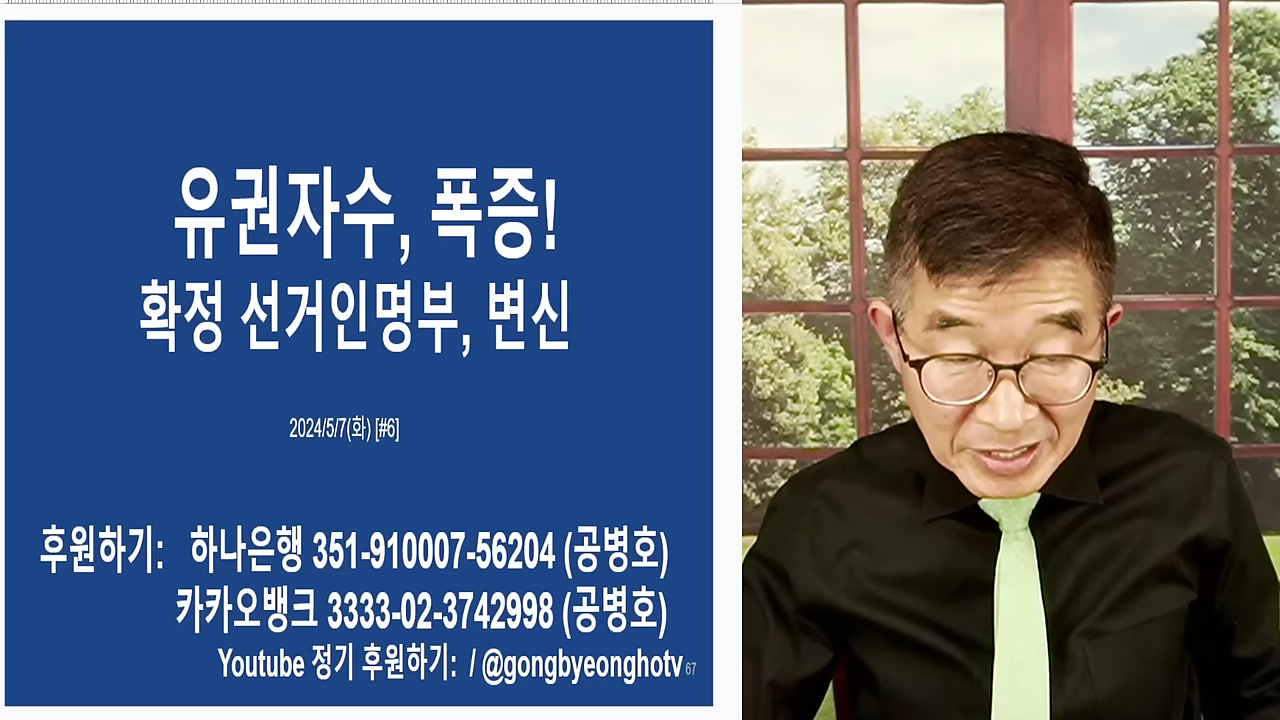 유권자수, 폭증!
확정 선거인명부, 변신
2024/5/7(화) [#6]
후원하기: 하나은행 351-910007-56204 (공병호)
카카오뱅크 3333-02-3742998 (공병호)
Youtube 정기 후원하기: / @gongbyeonghotv
67